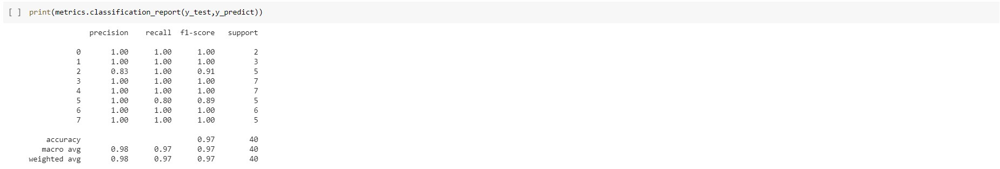 [ ] print(metrics.classification_report(y_test,y_predict))
precision recall f1-score support
0 1.00 1.00 1.00 2
1 1.00 1.00 1.00 3
2 0.83 1.00 0.91 5
3 1.00 1.00 1.00 7
4 1.00 1.00 1.00 7
5 1.00 0.80 0.89 5
6 1.00 1.00 1.00 6
7 1.00 1.00 1.00 5
accuracy 0.97 40
macro avg 0.98 0.97 0.97 40
weighted avg 0.98 0.97 0.97 40